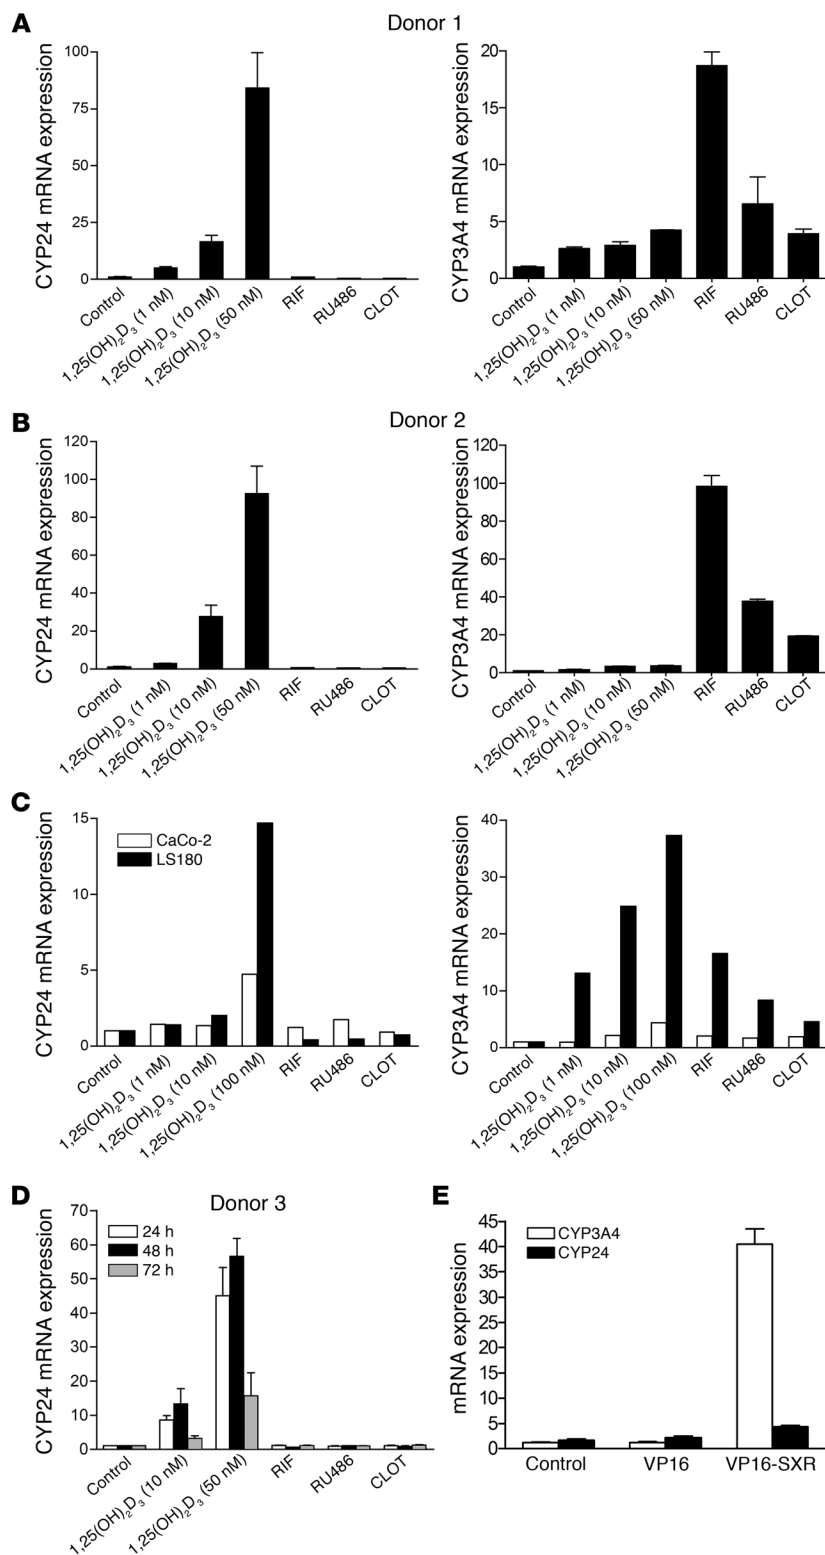 A
Donor 1
CYP24 mRNA expression
100
75
50
25
0
Control
1,25(OH)₂D₃ (1 nM)
1,25(OH)₂D₃ (10 nM)
1,25(OH)₂D₃ (50 nM)
RIF
RU486
CLOT
CYP3A4 mRNA expression
20
15
10
5
0
Control
1,25(OH)₂D₃ (1 nM)
1,25(OH)₂D₃ (10 nM)
1,25(OH)₂D₃ (50 nM)
RIF
RU486
CLOT
B
Donor 2
CYP24 mRNA expression
120
100
80
60
40
20
0
Control
1,25(OH)₂D₃ (1 nM)
1,25(OH)₂D₃ (10 nM)
1,25(OH)₂D₃ (50 nM)
RIF
RU486
CLOT
CYP3A4 mRNA expression
120
100
80
60
40
20
0
Control
1,25(OH)₂D₃ (1 nM)
1,25(OH)₂D₃ (10 nM)
1,25(OH)₂D₃ (50 nM)
RIF
RU486
CLOT
C
CYP24 mRNA expression
15
10
5
0
CaCo-2
LS180
Control
1,25(OH)₂D₃ (1 nM)
1,25(OH)₂D₃ (10 nM)
1,25(OH)₂D₃ (100 nM)
RIF
RU486
CLOT
CYP3A4 mRNA expression
40
30
20
10
0
Control
1,25(OH)₂D₃ (1 nM)
1,25(OH)₂D₃ (10 nM)
1,25(OH)₂D₃ (100 nM)
RIF
RU486
CLOT
D
Donor 3
CYP24 mRNA expression
70
60
50
40
30
20
10
0
24 h
48 h
72 h
Control
1,25(OH)₂D₃ (10 nM)
1,25(OH)₂D₃ (50 nM)
RIF
RU486
CLOT
E
mRNA expression
45
40
35
30
25
20
15
10
5
0
CYP3A4
CYP24
Control
VP16
VP16-SXR